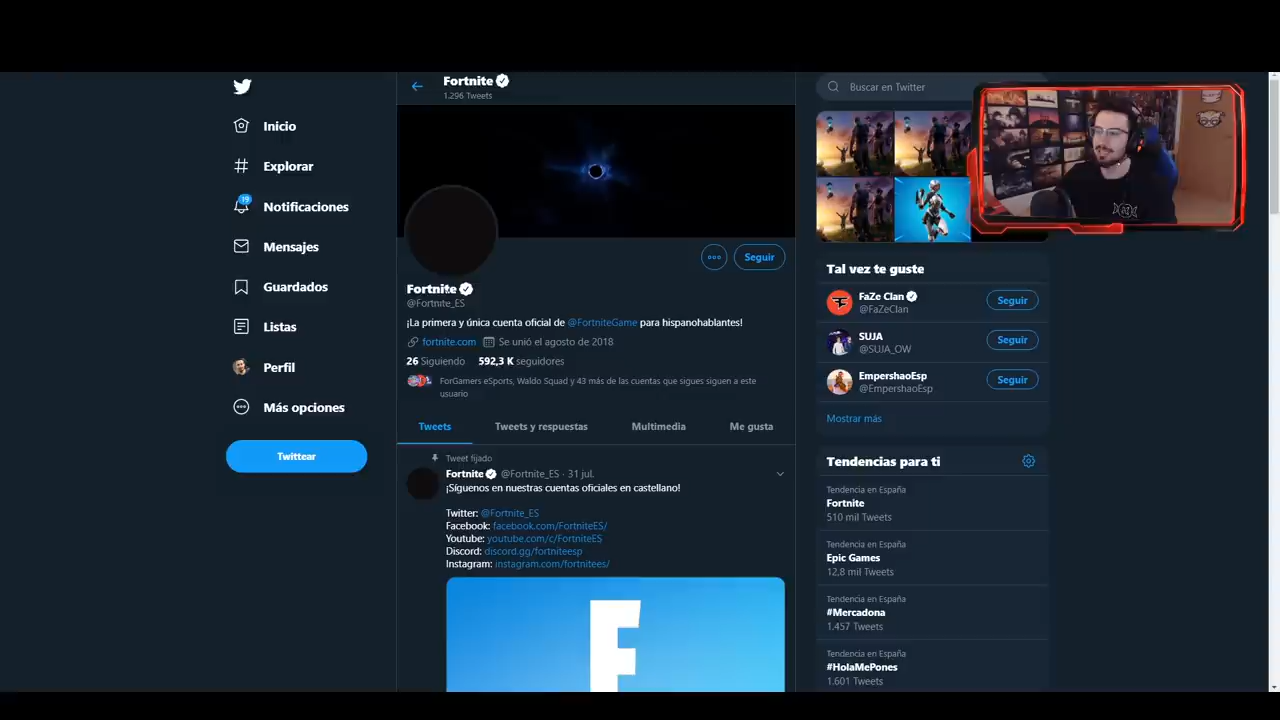 Inicio
Explorar
19
Notificaciones
Mensajes
Guardados
Listas
Perfil
Más opciones
Twittear
Fortnite
1.296 Tweets
Seguir
Fortnite
@Fortnite_ES
¡La primera y única cuenta oficial de @FortniteGame para hispanohablantes!
fortnite.com Se unió el agosto de 2018
26 Siguiendo 592,3 K seguidores
ForGamers eSports, Waldo Squad y 43 más de las cuentas que sigues siguen a este
usuario
Tweets Tweets y respuestas Multimedia Me gusta
Tweet fijado
Fortnite @Fortnite_ES · 31 jul.
¡Síguenos en nuestras cuentas oficiales en castellano!
Twitter: @Fortnite_ES
Facebook: facebook.com/FortniteES/
Youtube: youtube.com/c/FortniteES
Discord: discord.gg/fortniteesp
Instagram: instagram.com/fortnitees/
F
Buscar en Twitter
Tal vez te guste
FaZe Clan
@FaZeClan
Seguir
SUJA
@SUJA_OW
Seguir
EmpershaoEsp
@EmpershaoEsp
Seguir
Mostrar más
Tendencias para ti
Tendencia en España
Fortnite
510 mil Tweets
Tendencia en España
Epic Games
12,8 mil Tweets
Tendencia en España
#Mercadona
1.457 Tweets
Tendencia en España
#HolaMePones
1.601 Tweets